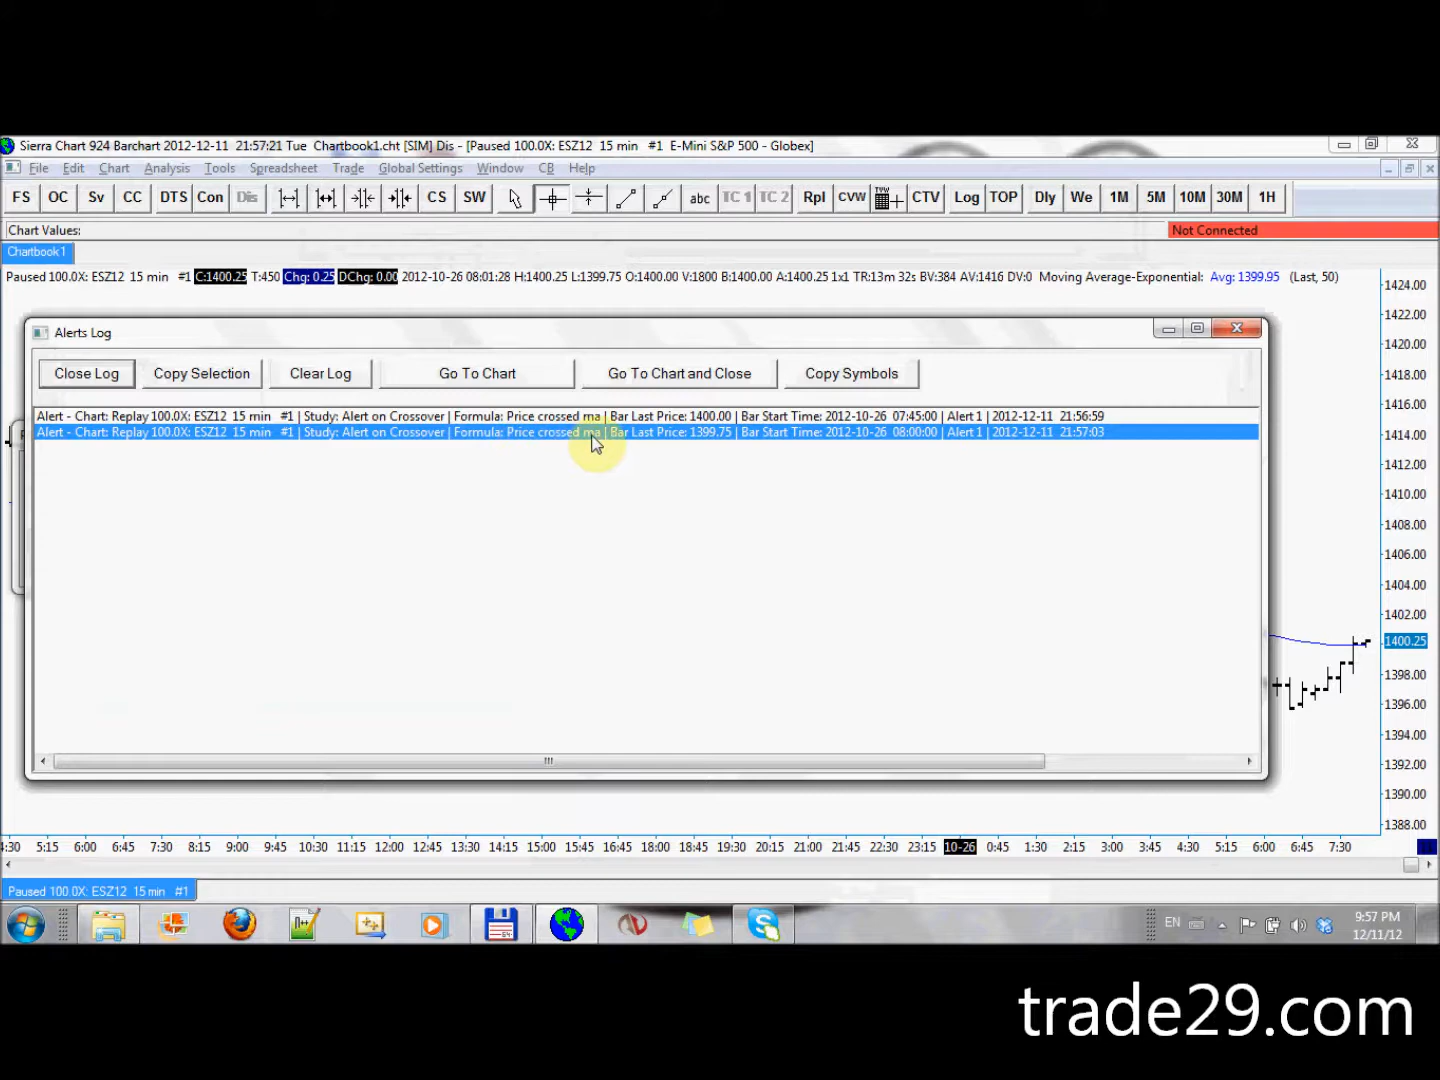 Sierra Chart 924 Barchart 2012-12-11 21:57:21 Tue Chartbook1.cht [SIM] Dis - [Paused 100.0X: ESZ12 15 min #1 E-Mini S&P 500 - Globex]
File Edit Chart Analysis Tools Spreadsheet Trade Global Settings Window CB Help
FS OC Sv CC DTS Con Dis CS SW abc TC 1 TC 2 Rpl CVW TVW CTV Log TOP Dly We 1M 5M 10M 30M 1H
Chart Values: Not Connected
Chartbook1
Paused 100.0X: ESZ12 15 min #1 C:1400.25 T:450 Chg: 0.25 DChg: 0.00 2012-10-26 08:01:28 H:1400.25 L:1399.75 O:1400.00 V:1800 B:1400.00 A:1400.25 1x1 TR:13m 32s BV:384 AV:1416 DV:0 Moving Average-Exponential: Avg: 1399.95 (Last, 50)
1424.00
1422.00
1420.00
Alerts Log
1418.00
Close Log Copy Selection Clear Log Go To Chart Go To Chart and Close Copy Symbols
1416.00
Alert - Chart: Replay 100.0X: ESZ12 15 min #1 | Study: Alert on Crossover | Formula: Price crossed ma | Bar Last Price: 1400.00 | Bar Start Time: 2012-10-26 07:45:00 | Alert 1 | 2012-12-11 21:56:59
Alert - Chart: Replay 100.0X: ESZ12 15 min #1 | Study: Alert on Crossover | Formula: Price crossed ma | Bar Last Price: 1399.75 | Bar Start Time: 2012-10-26 08:00:00 | Alert 1 | 2012-12-11 21:57:03
1414.00
1412.00
1410.00
1408.00
1406.00
1404.00
1402.00
1400.25
1398.00
1396.00
1394.00
1392.00
1390.00
1388.00
4:30 5:15 6:00 6:45 7:30 8:15 9:00 9:45 10:30 11:15 12:00 12:45 13:30 14:15 15:00 15:45 16:45 17:30 18:00 18:45 19:30 20:15 21:00 21:45 22:30 23:15 10-26 0:45 1:30 2:15 3:00 3:45 4:30 5:15 6:00 6:45 7:30
Paused 100.0X: ESZ12 15 min #1
EN 9:57 PM
12/11/12
trade29.com